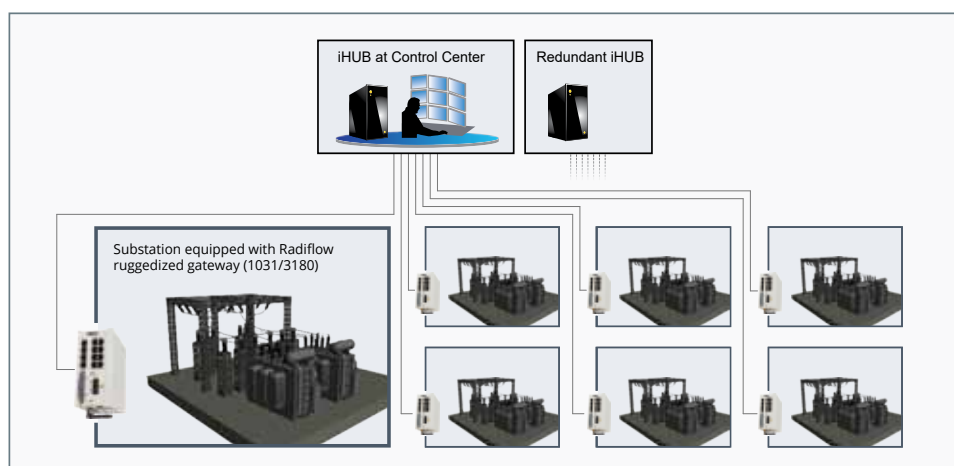 iHUB at Control Center
Redundant iHUB
Substation equipped with Radiflow
ruggedized gateway (1031/3180)